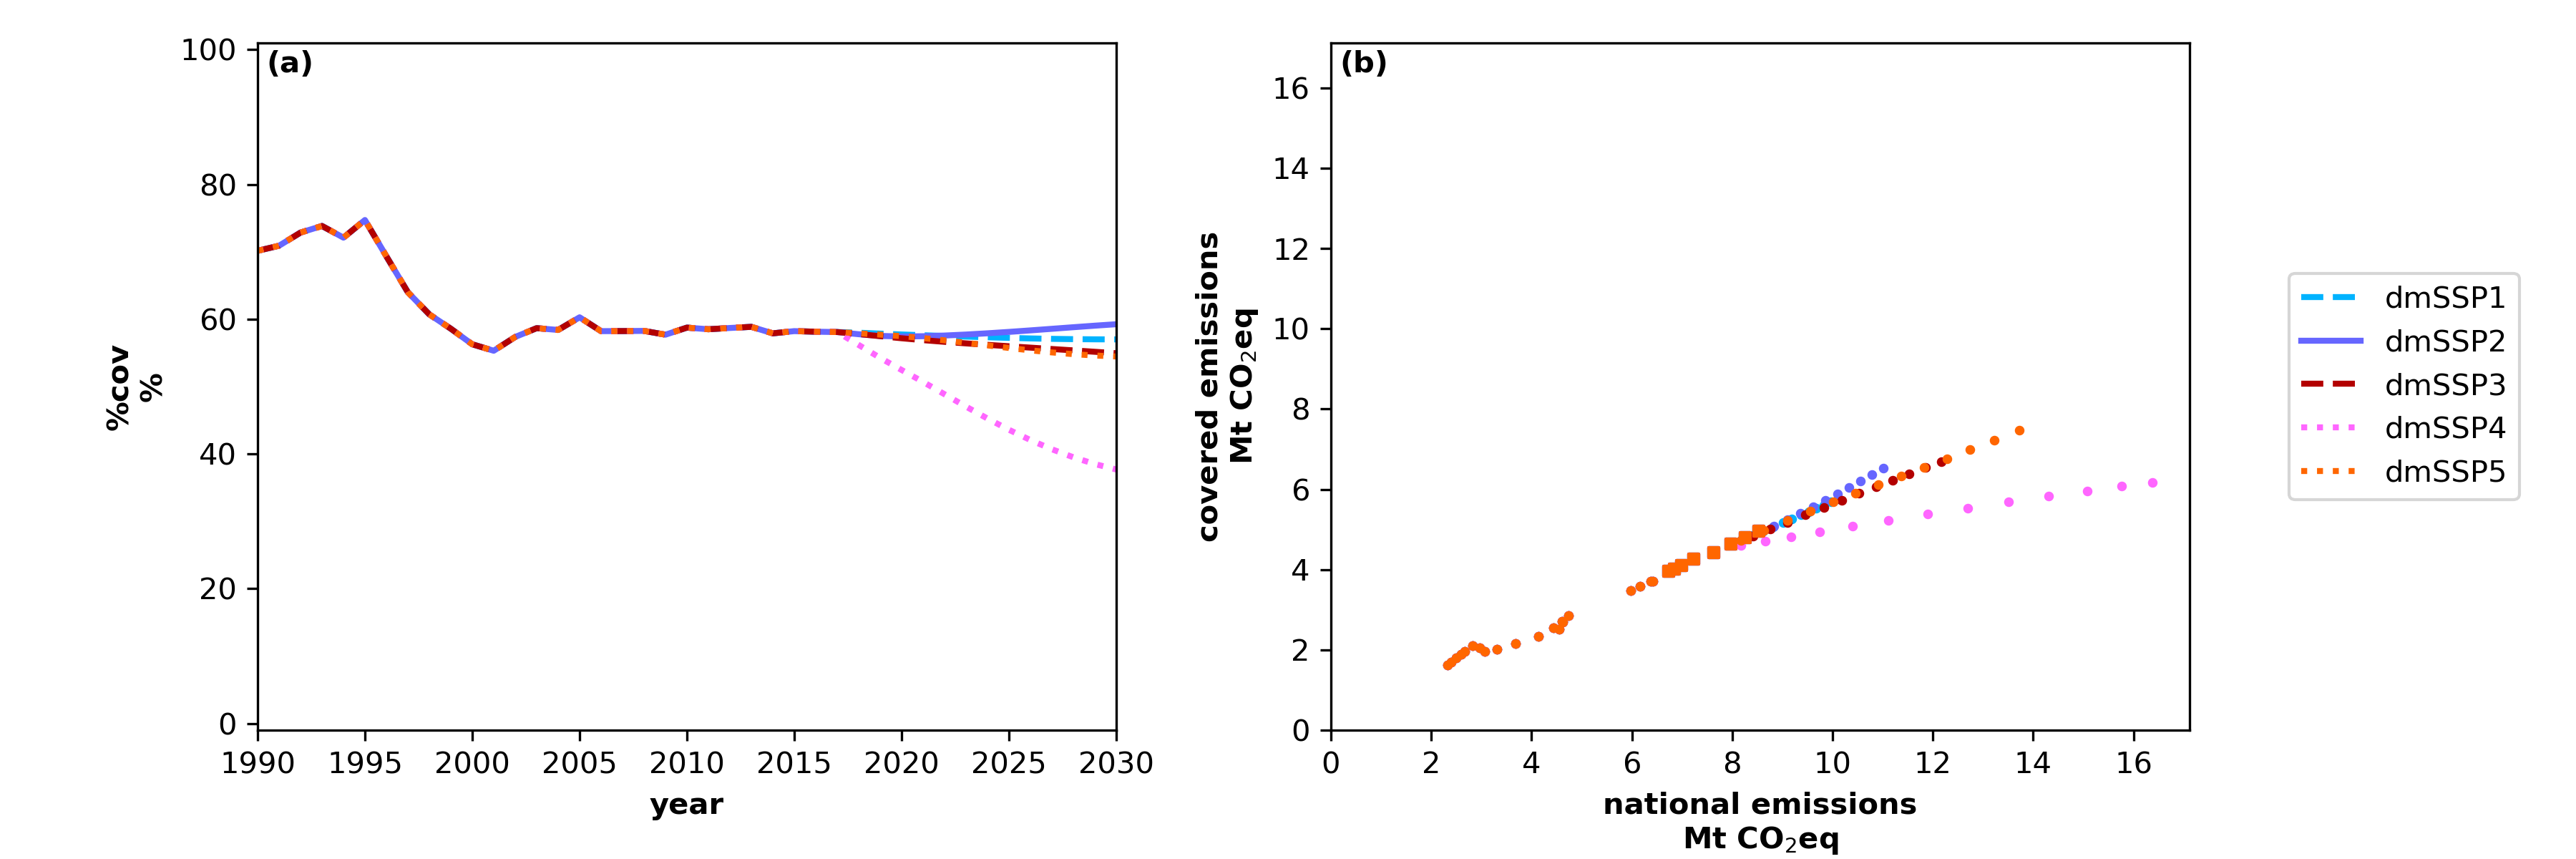 (a)
100
80
60
40
20
0
%cov
%
1990 1995 2000 2005 2010 2015 2020 2025 2030
year
(b)
16
14
12
10
8
6
4
2
0
covered emissions
Mt CO₂eq
0 2 4 6 8 10 12 14 16
national emissions
Mt CO₂eq
dmSSP1
dmSSP2
dmSSP3
dmSSP4
dmSSP5